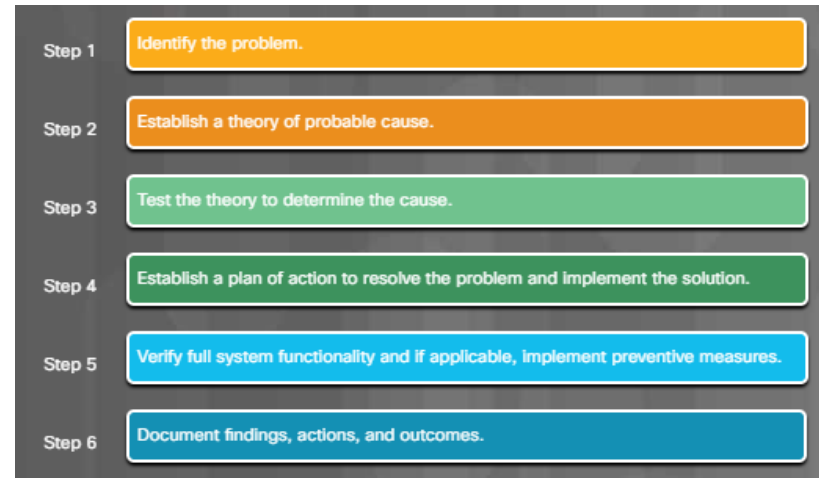 Step 1 Identify the problem.
Step 2 Establish a theory of probable cause.
Step 3 Test the theory to determine the cause.
Step 4 Establish a plan of action to resolve the problem and implement the solution.
Step 5 Verify full system functionality and if applicable, implement preventive measures.
Step 6 Document findings, actions, and outcomes.